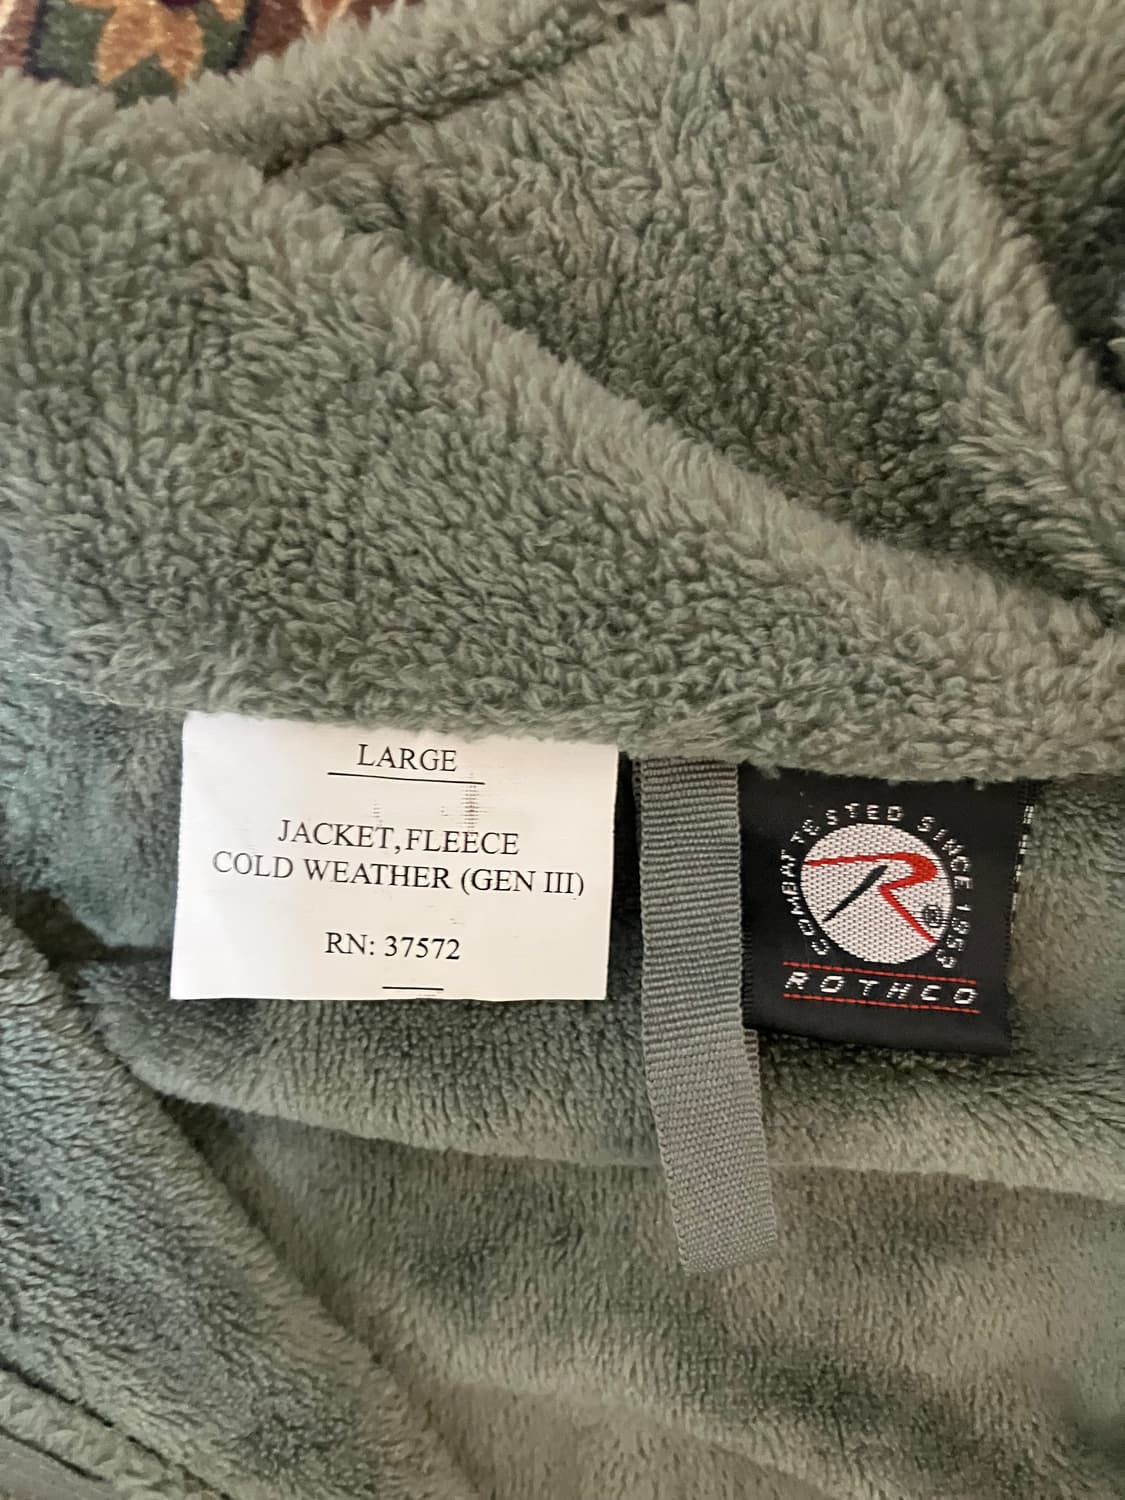 LARGE
JACKET,FLEECE
COLD WEATHER (GEN III)
RN: 37572
COMBAT TESTED SINCE 1953
R ®
ROTHCO